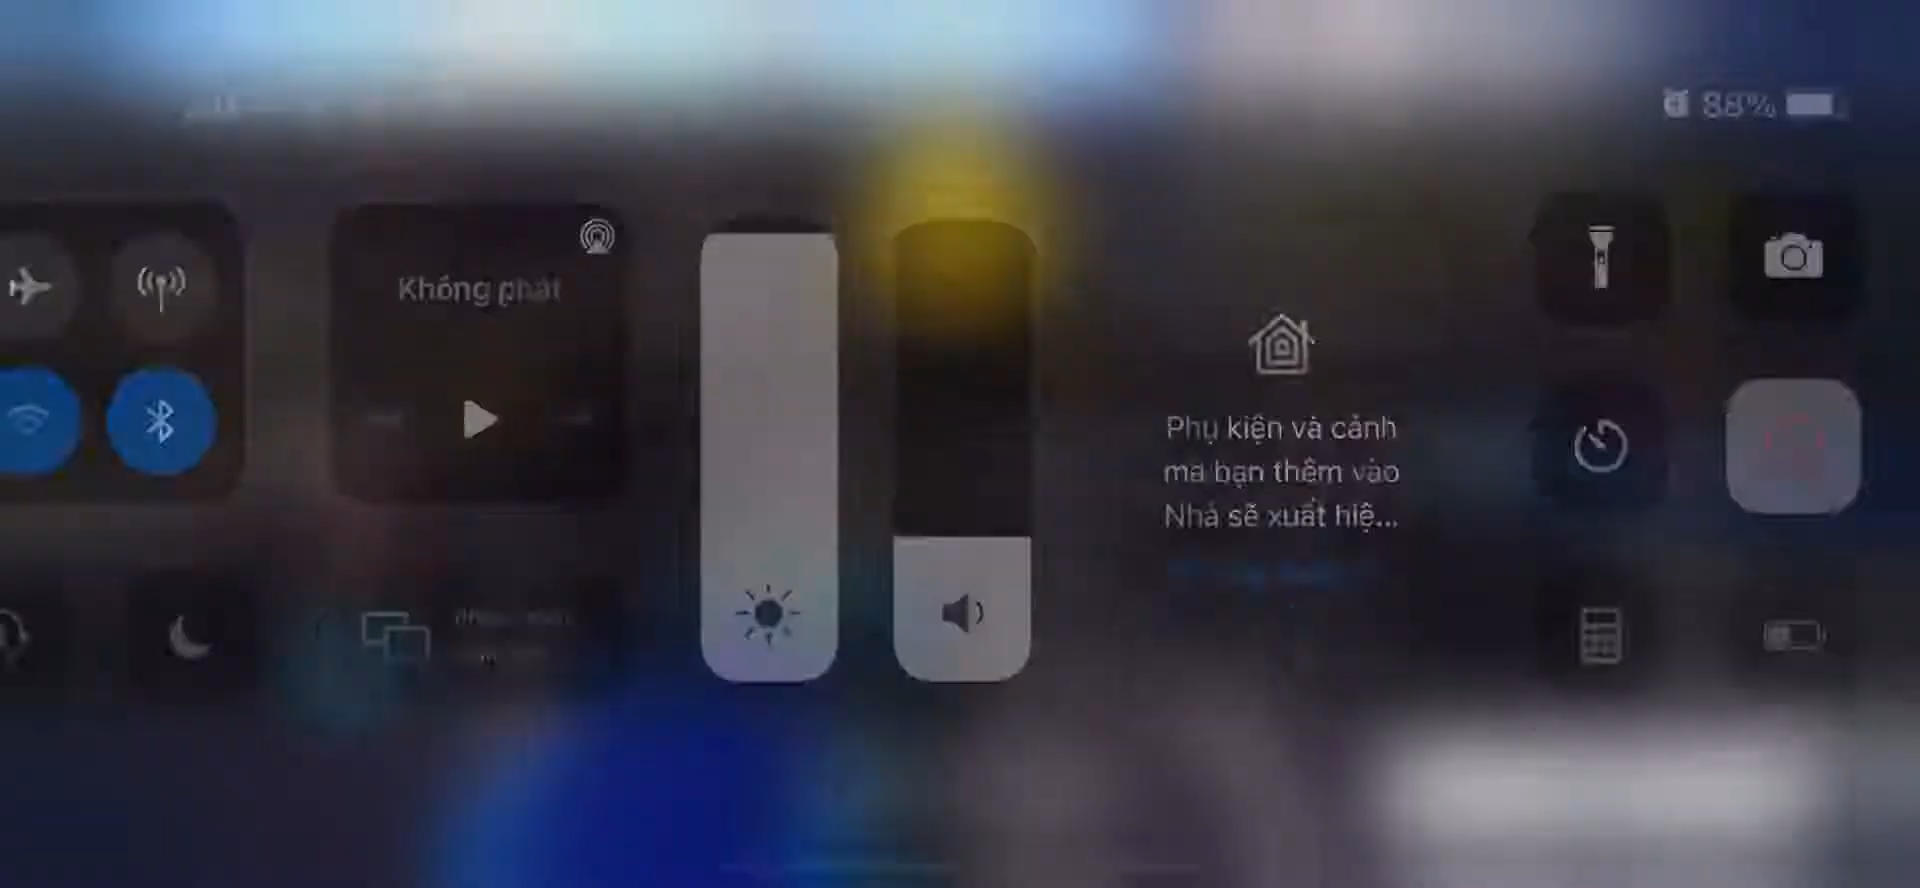 88%
Không phát
Phụ kiện và cảnh
mà bạn thêm vào
Nhà sẽ xuất hiệ...